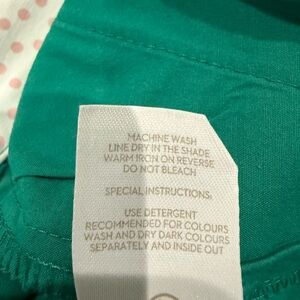 MACHINE WASH
LINE DRY IN THE SHADE
WARM IRON ON REVERSE
DO NOT BLEACH
SPECIAL INSTRUCTIONS:
USE DETERGENT
RECOMMENDED FOR COLOURS
WASH AND DRY DARK COLOURS
SEPARATELY AND INSIDE OUT